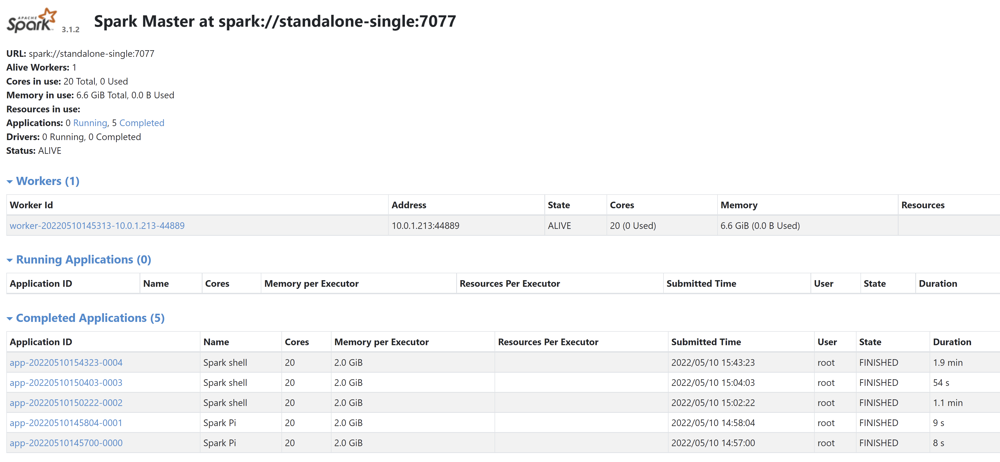 APACHE
Spark 3.1.2 Spark Master at spark://standalone-single:7077
URL: spark://standalone-single:7077
Alive Workers: 1
Cores in use: 20 Total, 0 Used
Memory in use: 6.6 GiB Total, 0.0 B Used
Resources in use:
Applications: 0 Running, 5 Completed
Drivers: 0 Running, 0 Completed
Status: ALIVE
Workers (1)
Worker Id Address State Cores Memory Resources
worker-20220510145313-10.0.1.213-44889 10.0.1.213:44889 ALIVE 20 (0 Used) 6.6 GiB (0.0 B Used)
Running Applications (0)
Application ID Name Cores Memory per Executor Resources Per Executor Submitted Time User State Duration
Completed Applications (5)
Application ID Name Cores Memory per Executor Resources Per Executor Submitted Time User State Duration
app-20220510154323-0004 Spark shell 20 2.0 GiB 2022/05/10 15:43:23 root FINISHED 1.9 min
app-20220510150403-0003 Spark shell 20 2.0 GiB 2022/05/10 15:04:03 root FINISHED 54 s
app-20220510150222-0002 Spark shell 20 2.0 GiB 2022/05/10 15:02:22 root FINISHED 1.1 min
app-20220510145804-0001 Spark Pi 20 2.0 GiB 2022/05/10 14:58:04 root FINISHED 9 s
app-20220510145700-0000 Spark Pi 20 2.0 GiB 2022/05/10 14:57:00 root FINISHED 8 s